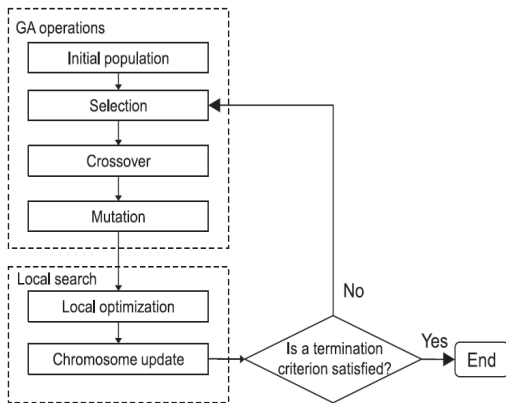 GA operations
Initial population
Selection
Crossover
Mutation
Local search
Local optimization
Chromosome update
No
Is a termination
criterion satisfied?
Yes
End